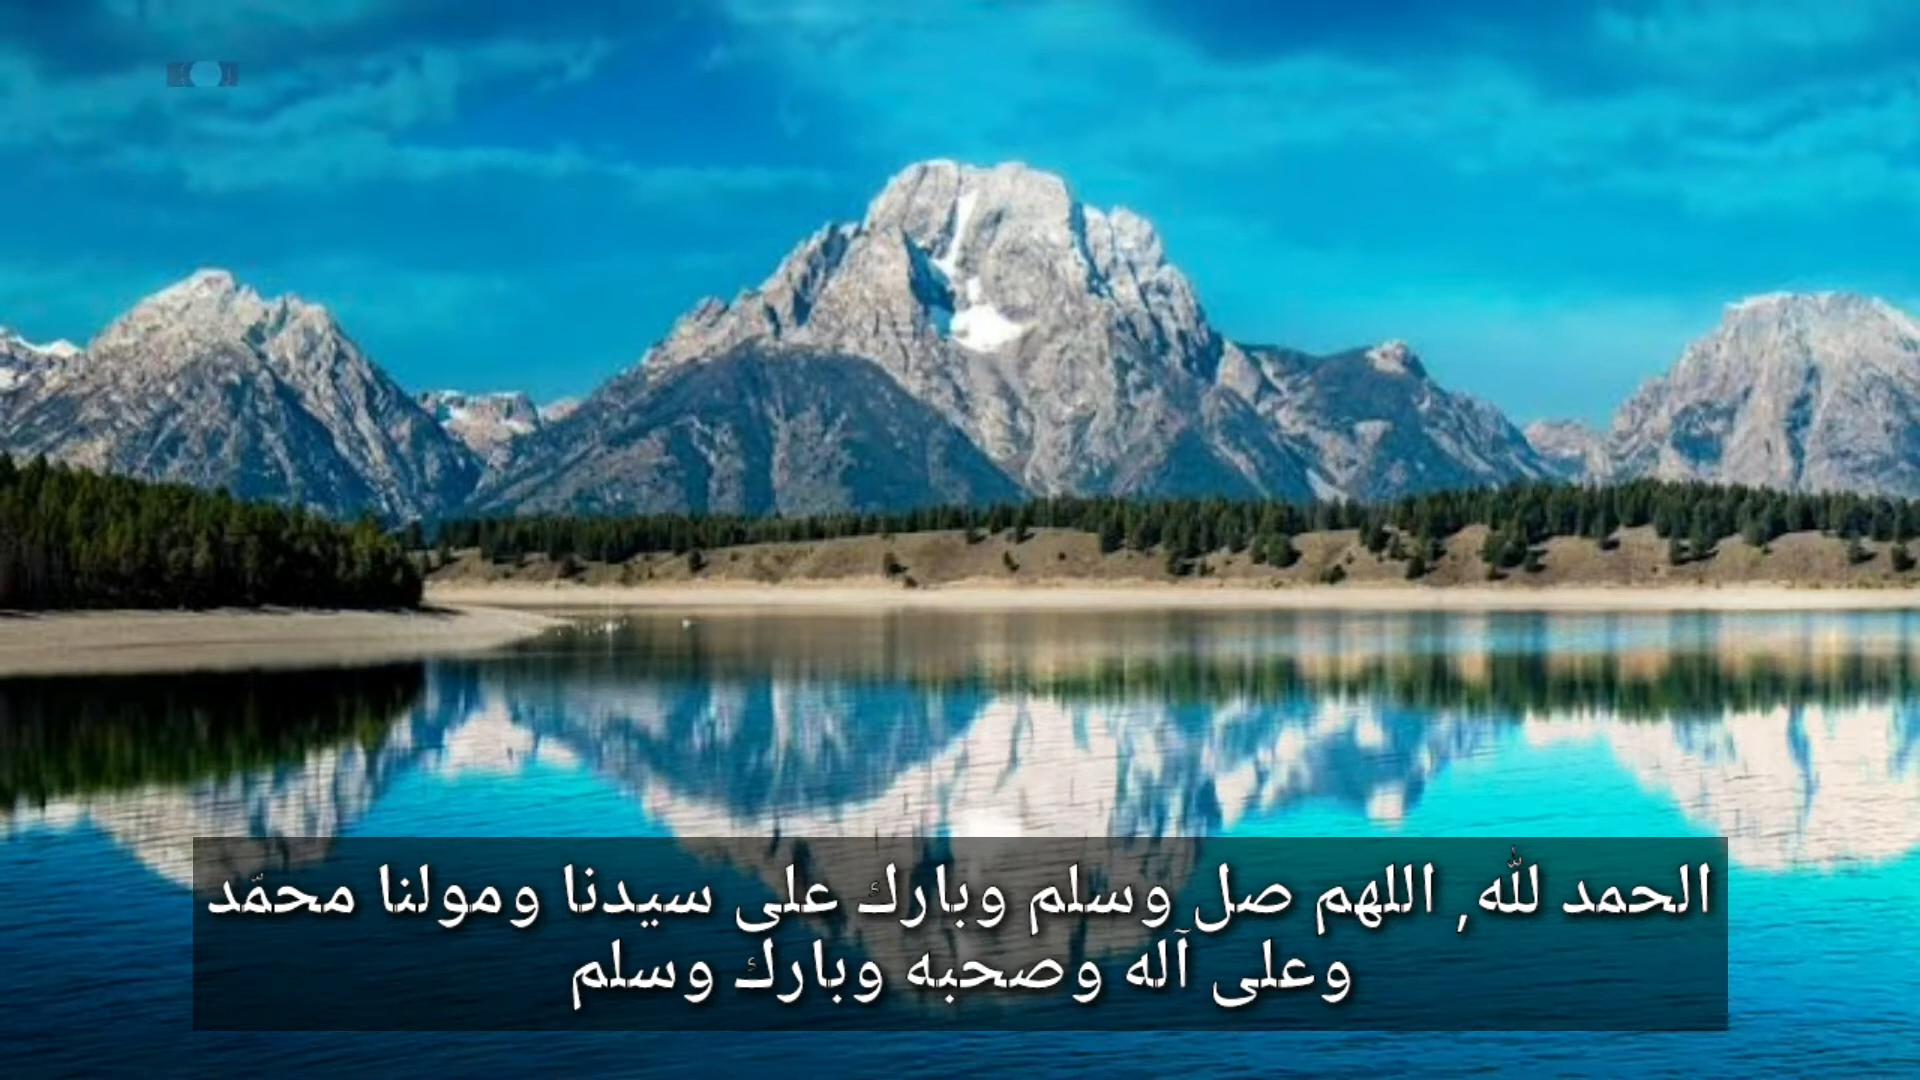 الحمد لله, اللهم صل وسلم وبارك على سيدنا ومولنا محمّد
وعلى آله وصحبه وبارك وسلم